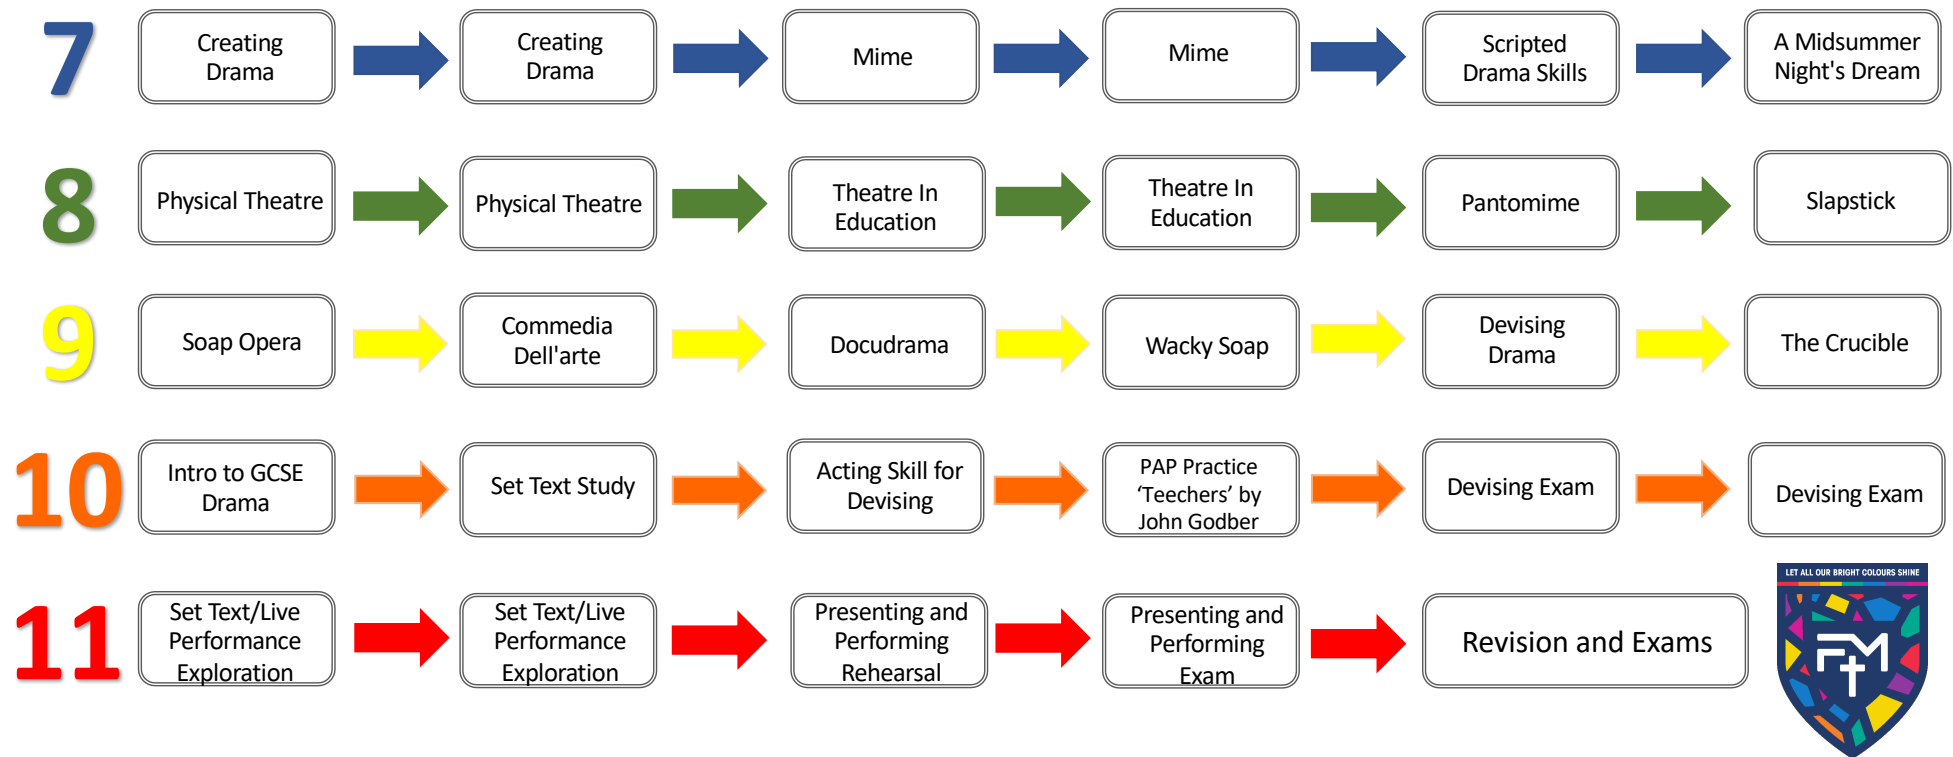 7
Creating
Drama
Creating
Drama
Mime
Mime
Scripted
Drama Skills
A Midsummer
Night's Dream
8
Physical Theatre
Physical Theatre
Theatre In
Education
Theatre In
Education
Pantomime
Slapstick
9
Soap Opera
Commedia
Dell'arte
Docudrama
Wacky Soap
Devising
Drama
The Crucible
10
Intro to GCSE
Drama
Set Text Study
Acting Skill for
Devising
PAP Practice
‘Teechers’ by
John Godber
Devising Exam
Devising Exam
11
Set Text/Live
Performance
Exploration
Set Text/Live
Performance
Exploration
Presenting and
Performing
Rehearsal
Presenting and
Performing
Exam
Revision and Exams
LET ALL OUR BRIGHT COLOURS SHINE
FM